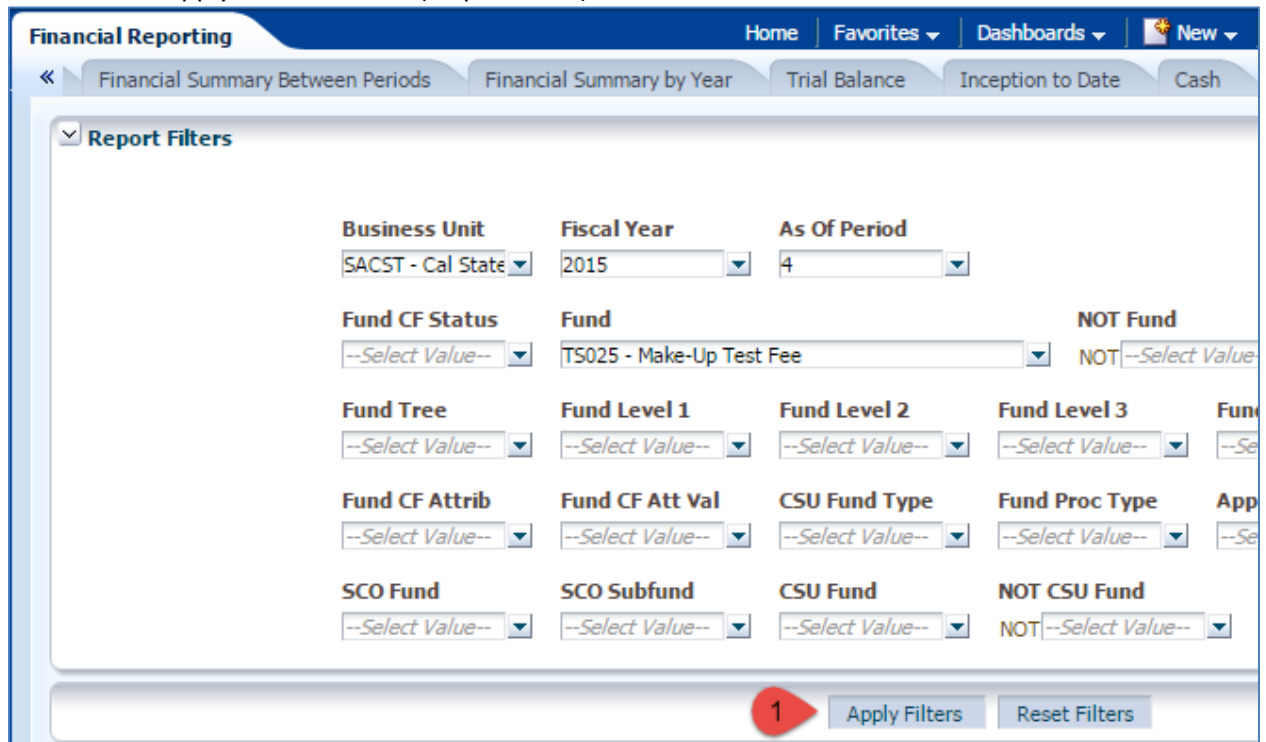 Financial Reporting Home Favorites Dashboards New
« Financial Summary Between Periods Financial Summary by Year Trial Balance Inception to Date Cash
Report Filters
Business Unit Fiscal Year As Of Period
SACST - Cal State 2015 4
Fund CF Status Fund NOT Fund
--Select Value-- TS025 - Make-Up Test Fee NOT --Select Value-
Fund Tree Fund Level 1 Fund Level 2 Fund Level 3 Fun
--Select Value-- --Select Value-- --Select Value-- --Select Value-- --Se
Fund CF Attrib Fund CF Att Val CSU Fund Type Fund Proc Type App
--Select Value-- --Select Value-- --Select Value-- --Select Value-- --Se
SCO Fund SCO Subfund CSU Fund NOT CSU Fund
--Select Value-- --Select Value-- --Select Value-- NOT --Select Value--
1 Apply Filters Reset Filters